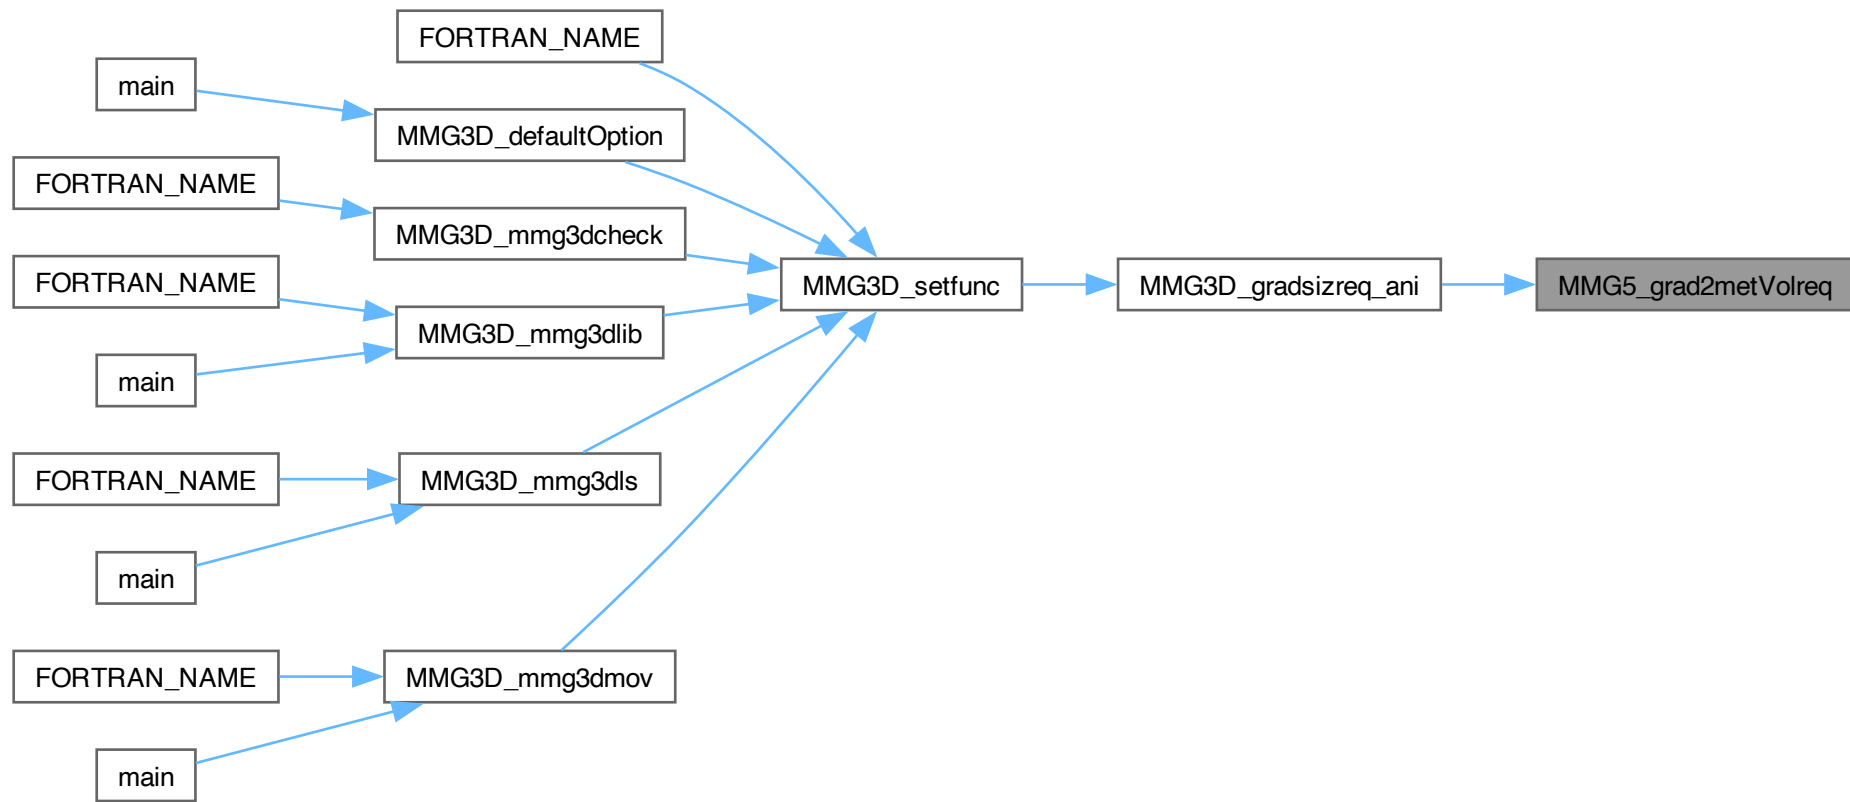 FORTRAN_NAME
main
MMG3D_defaultOption
FORTRAN_NAME
MMG3D_mmg3dcheck
FORTRAN_NAME
MMG3D_setfunc
MMG3D_gradsizreq_ani
MMG5_grad2metVolreq
MMG3D_mmg3dlib
main
FORTRAN_NAME
MMG3D_mmg3dls
main
FORTRAN_NAME
MMG3D_mmg3dmov
main